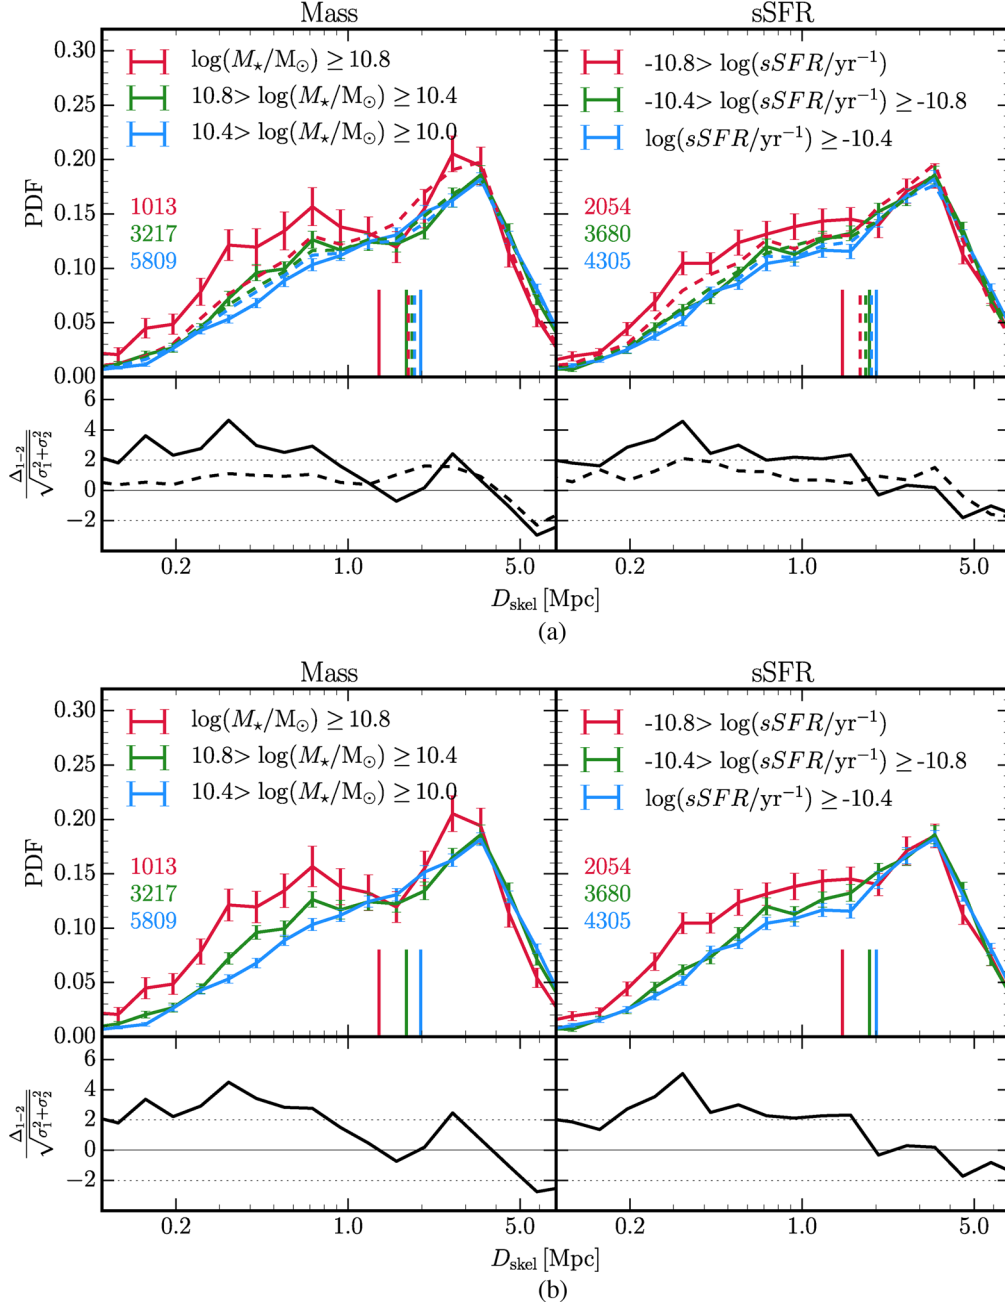 Mass
sSFR
0.30
0.25
0.20
0.15
0.10
0.05
0.00
PDF
log(M⋆/M⊙) ≥ 10.8
10.8> log(M⋆/M⊙) ≥ 10.4
10.4> log(M⋆/M⊙) ≥ 10.0
1013
3217
5809
-10.8> log(sSFR/yr⁻¹)
-10.4> log(sSFR/yr⁻¹) ≥ -10.8
log(sSFR/yr⁻¹) ≥ -10.4
2054
3680
4305
6
4
2
0
−2
Δ₁₋₂
√σ₁²+σ₂²
0.2 1.0 5.0
0.2 1.0 5.0
D_skel [Mpc]
(a)
Mass
sSFR
0.30
0.25
0.20
0.15
0.10
0.05
0.00
PDF
log(M⋆/M⊙) ≥ 10.8
10.8> log(M⋆/M⊙) ≥ 10.4
10.4> log(M⋆/M⊙) ≥ 10.0
1013
3217
5809
-10.8> log(sSFR/yr⁻¹)
-10.4> log(sSFR/yr⁻¹) ≥ -10.8
log(sSFR/yr⁻¹) ≥ -10.4
2054
3680
4305
6
4
2
0
−2
Δ₁₋₂
√σ₁²+σ₂²
0.2 1.0 5.0
0.2 1.0 5.0
D_skel [Mpc]
(b)